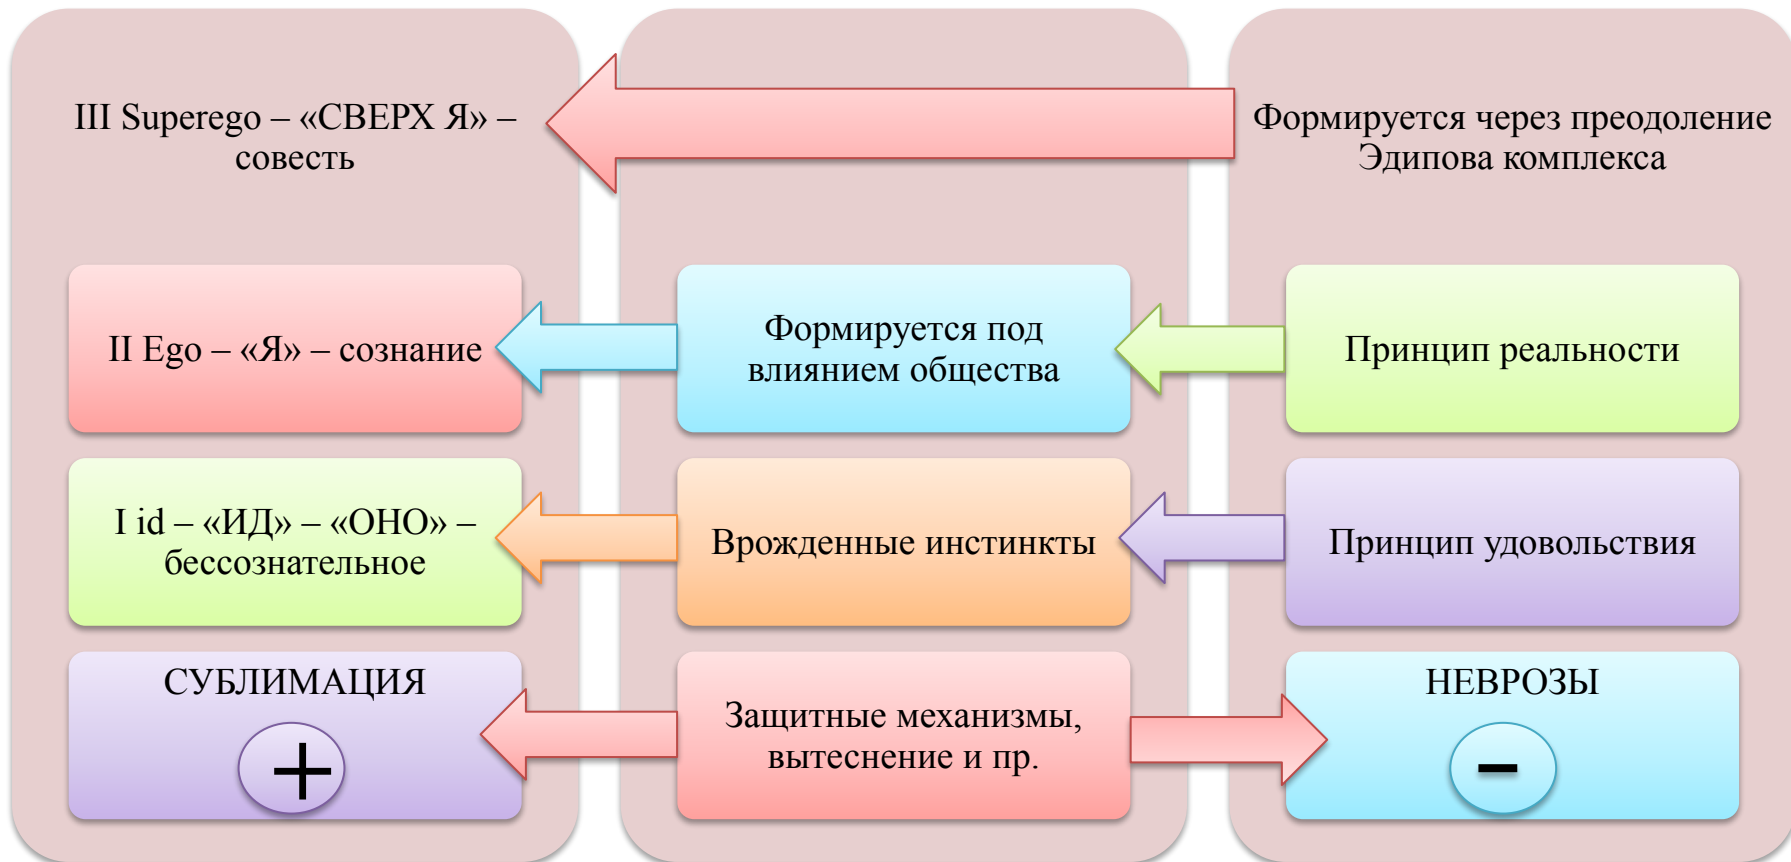 III Superego – «СВЕРХ Я» –
совесть
Формируется через преодоление
Эдипова комплекса
II Ego – «Я» – сознание
Формируется под
влиянием общества
Принцип реальности
I id – «ИД» – «ОНО» –
бессознательное
Врожденные инстинкты
Принцип удовольствия
СУБЛИМАЦИЯ
+
Защитные механизмы,
вытеснение и пр.
НЕВРОЗЫ
–